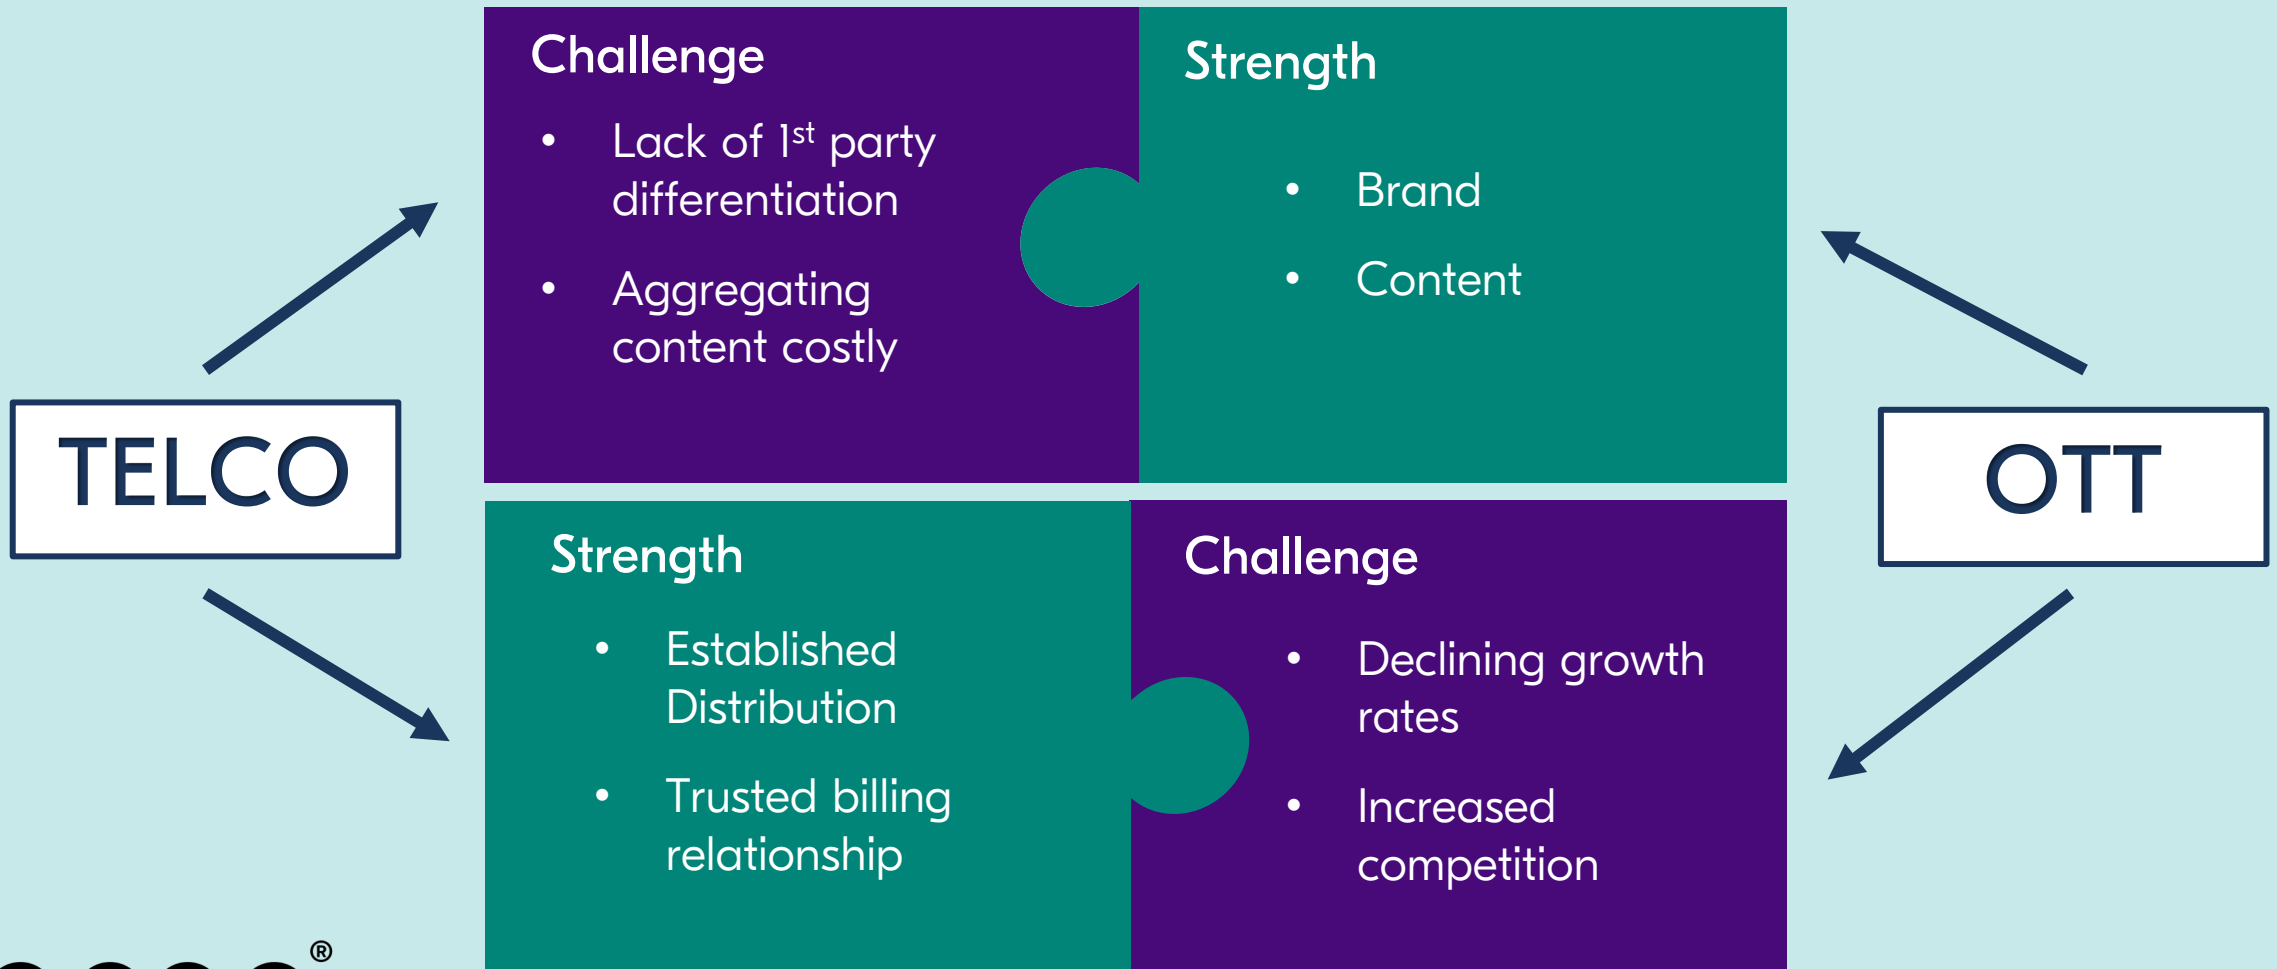 Challenge
• Lack of 1st party
differentiation
• Aggregating
content costly
Strength
• Brand
• Content
TELCO
OTT
Strength
• Established
Distribution
• Trusted billing
relationship
Challenge
• Declining growth
rates
• Increased
competition
®